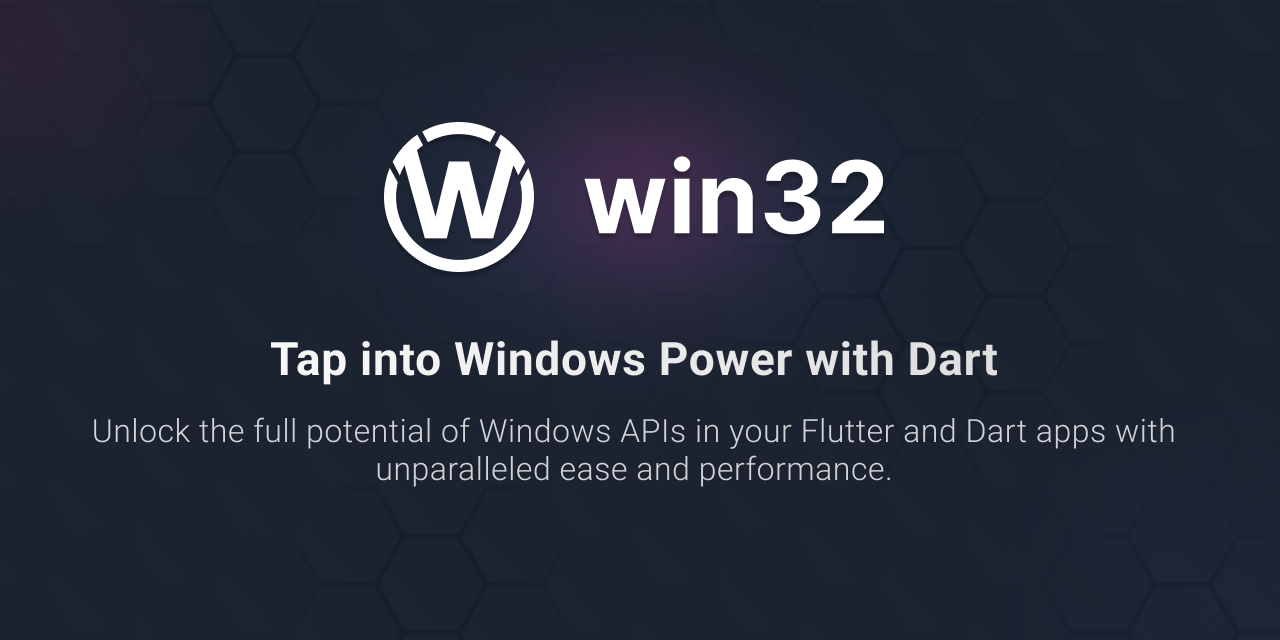 W win32
Tap into Windows Power with Dart
Unlock the full potential of Windows APIs in your Flutter and Dart apps with
unparalleled ease and performance.